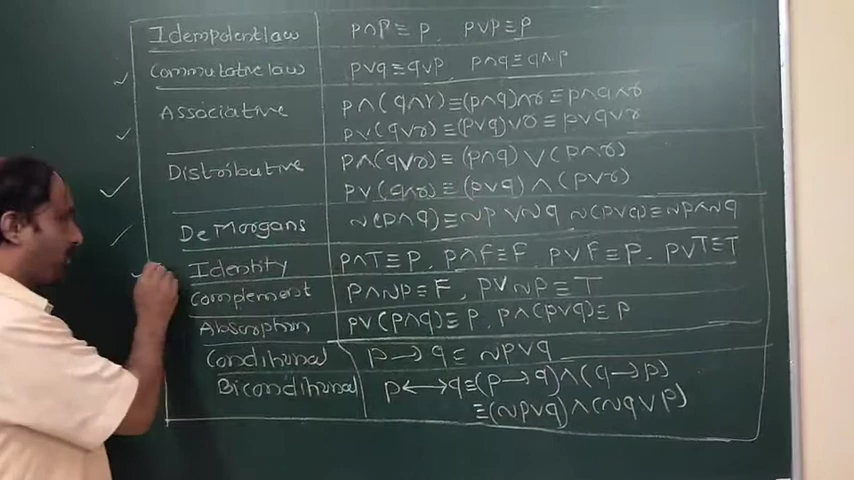 Idempotent law p∧p≡p, p∨p≡p
Commutative law p∨q≡q∨p, p∧q≡q∧p
Associative p∧(q∧r)≡(p∧q)∧r≡p∧q∧r
p∨(q∨r)≡(p∨q)∨r≡p∨q∨r
Distributive p∧(q∨r)≡(p∧q)∨(p∧r)
p∨(q∧r)≡(p∨q)∧(p∨r)
De Morgans ~(p∧q)≡~p∨~q ~(p∨q)≡~p∧~q
Identity p∧T≡p, p∧F≡F, p∨F≡p, p∨T≡T
Complement p∧~p≡F, p∨~p≡T
Absorption p∨(p∧q)≡p, p∧(p∨q)≡p
Conditional p→q≡~p∨q
Biconditional p↔q≡(p→q)∧(q→p)
≡(~p∨q)∧(~q∨p)